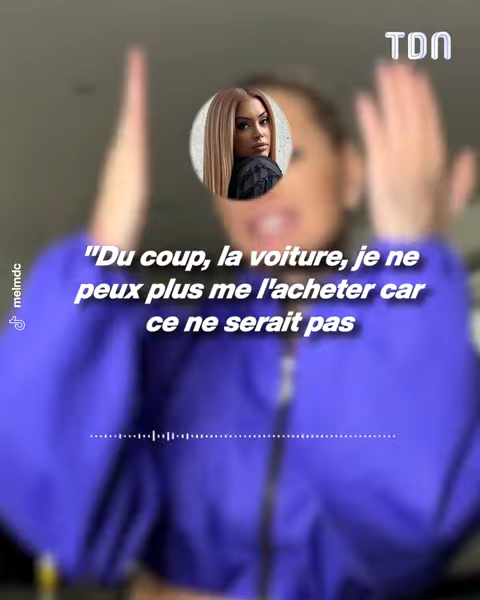 TDN
"Du coup, la voiture, je ne
peux plus me l'acheter car
ce ne serait pas
melmdc